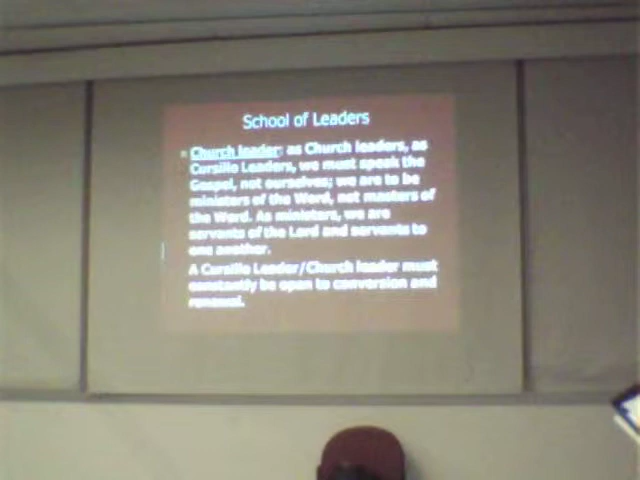 School of Leaders
Church leader: as Church leaders, as
Cursillo Leaders, we must speak the
Gospel, not ourselves; we are to be
ministers of the Word, not masters of
the Word. As ministers, we are
servants of the Lord and servants to
one another.
A Cursillo Leader/Church leader must
constantly be open to conversion and
renewal.